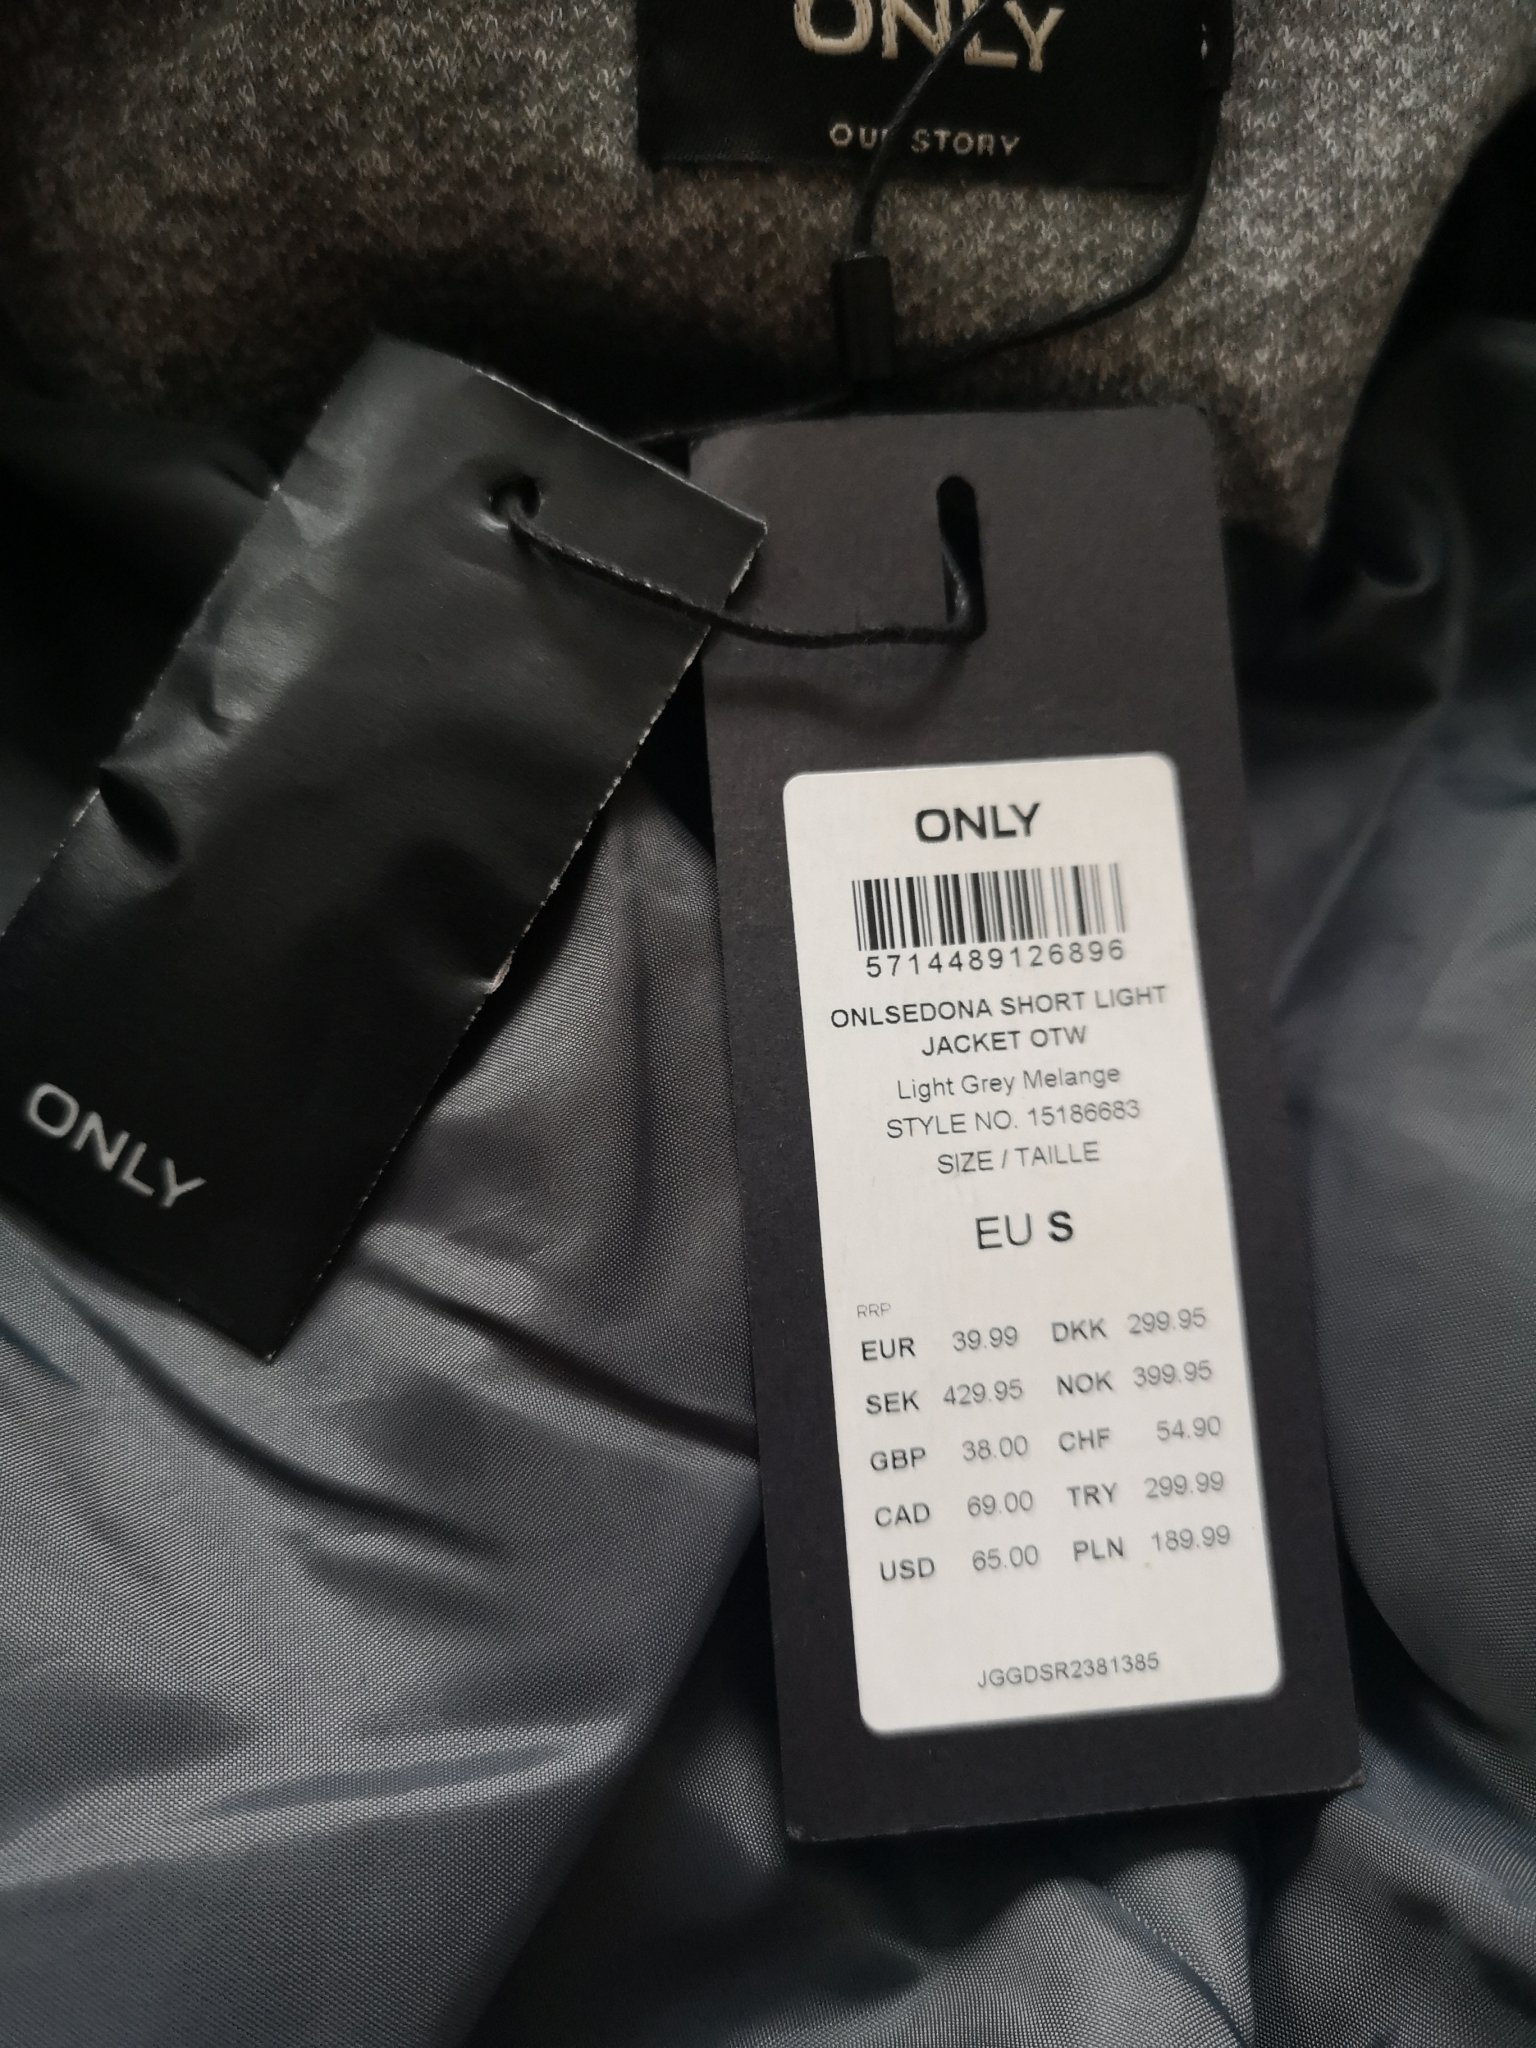 ONLY
OUR STORY
ONLY
ONLY
5714489126896
ONLSEDONA SHORT LIGHT
JACKET OTW
Light Grey Melange
STYLE NO. 15186683
SIZE / TAILLE
EU S
RRP
EUR 39.99 DKK 299.95
SEK 429.95 NOK 399.95
GBP 38.00 CHF 54.90
CAD 69.00 TRY 299.99
USD 65.00 PLN 189.99
JGGDSR2381385